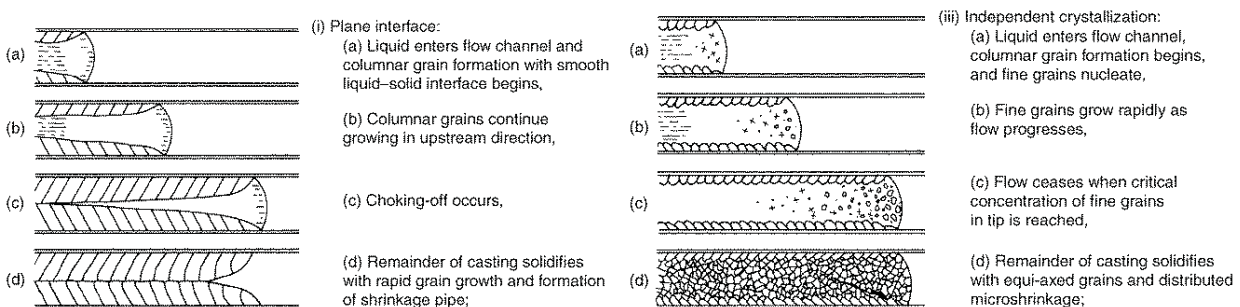 (i) Plane interface:
(a)
(a) Liquid enters flow channel and
columnar grain formation with smooth
liquid–solid interface begins,
(b)
(b) Columnar grains continue
growing in upstream direction,
(c)
(c) Choking-off occurs,
(d)
(d) Remainder of casting solidifies
with rapid grain growth and formation
of shrinkage pipe;
(iii) Independent crystallization:
(a)
(a) Liquid enters flow channel,
columnar grain formation begins,
and fine grains nucleate,
(b)
(b) Fine grains grow rapidly as
flow progresses,
(c)
(c) Flow ceases when critical
concentration of fine grains
in tip is reached,
(d)
(d) Remainder of casting solidifies
with equi-axed grains and distributed
microshrinkage;